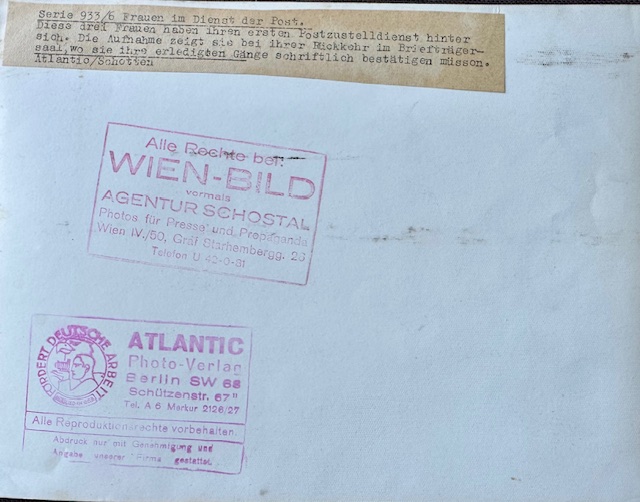 Serie 933/6 Frauen im Dienst der Post.
Diese drei Frauen haben ihren ersten Postzustelldienst hinter
sich. Die Aufnahme zeigt sie bei ihrer Rückkehr im Briefträger-
saal, wo sie ihre erledigten Gänge schriftlich bestätigen müssen.
Atlantic/Schotten
Alle Rechte bei:
WIEN-BILD
vormals
AGENTUR SCHOSTAL
Photos für Presse und Propaganda
Wien IV./50, Graf Starhembergg. 26
Telefon U 42-0-61
FÖRDERT DEUTSCHE ARBEIT
ATLANTIC
Photo-Verlag
Berlin SW 68
Schützenstr. 67"
Tel. A 6 Merkur 2126/27
Alle Reproduktionsrechte vorbehalten.
Abdruck nur mit Genehmigung und
Angabe unserer Firma gestattet.